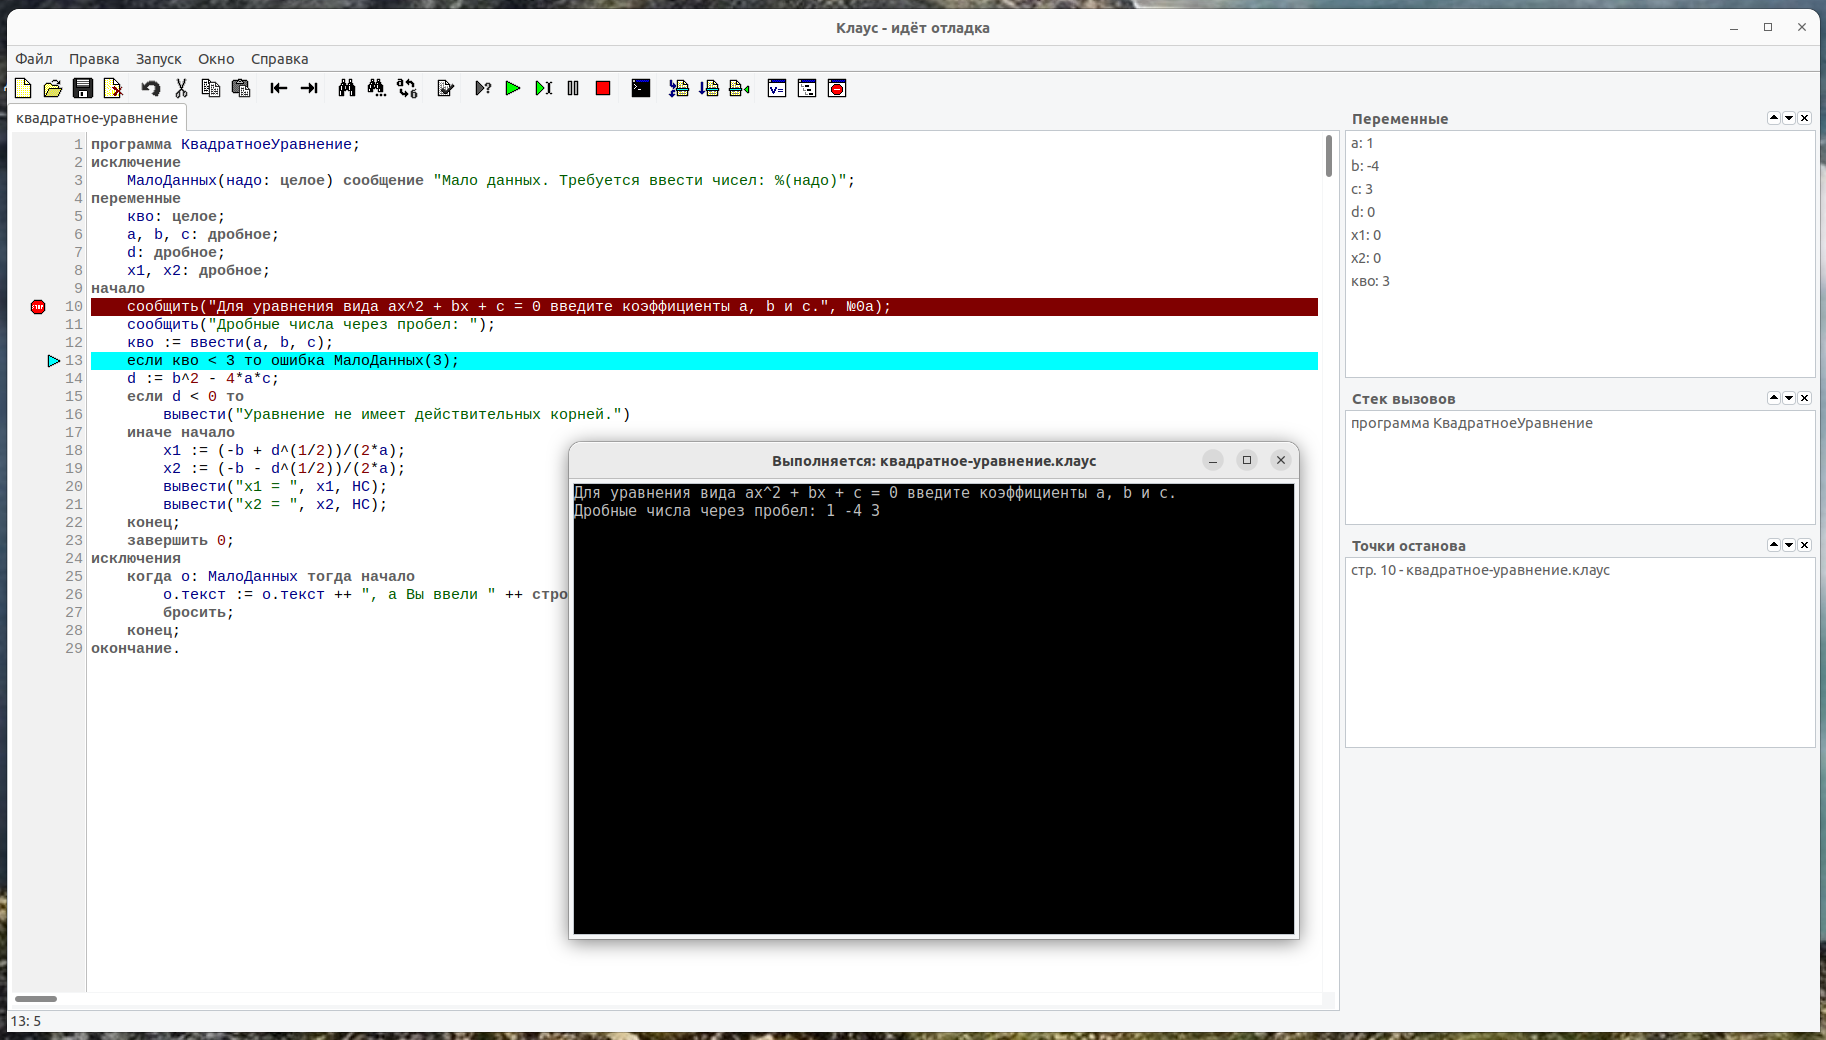 Клаус - идёт отладка
Файл Правка Запуск Окно Справка
квадратное-уравнение
1 программа КвадратноеУравнение;
2 исключение
3 МалоДанных(надо: целое) сообщение "Мало данных. Требуется ввести чисел: %(надо)";
4 переменные
5 кво: целое;
6 a, b, c: дробное;
7 d: дробное;
8 x1, x2: дробное;
9 начало
10 сообщить("Для уравнения вида ax^2 + bx + c = 0 введите коэффициенты a, b и c.", №0a);
11 сообщить("Дробные числа через пробел: ");
12 кво := ввести(a, b, c);
13 если кво < 3 то ошибка МалоДанных(3);
14 d := b^2 - 4*a*c;
15 если d < 0 то
16 вывести("Уравнение не имеет действительных корней.")
17 иначе начало
18 x1 := (-b + d^(1/2))/(2*a);
19 x2 := (-b - d^(1/2))/(2*a);
20 вывести("x1 = ", x1, НС);
21 вывести("x2 = ", x2, НС);
22 конец;
23 завершить 0;
24 исключения
25 когда о: МалоДанных тогда начало
26 о.текст := о.текст ++ ", а Вы ввели " ++ стро
27 бросить;
28 конец;
29 окончание.
Выполняется: квадратное-уравнение.клаус
Для уравнения вида ax^2 + bx + c = 0 введите коэффициенты a, b и c.
Дробные числа через пробел: 1 -4 3
Переменные
a: 1
b: -4
c: 3
d: 0
x1: 0
x2: 0
кво: 3
Стек вызовов
программа КвадратноеУравнение
Точки останова
стр. 10 - квадратное-уравнение.клаус
13: 5